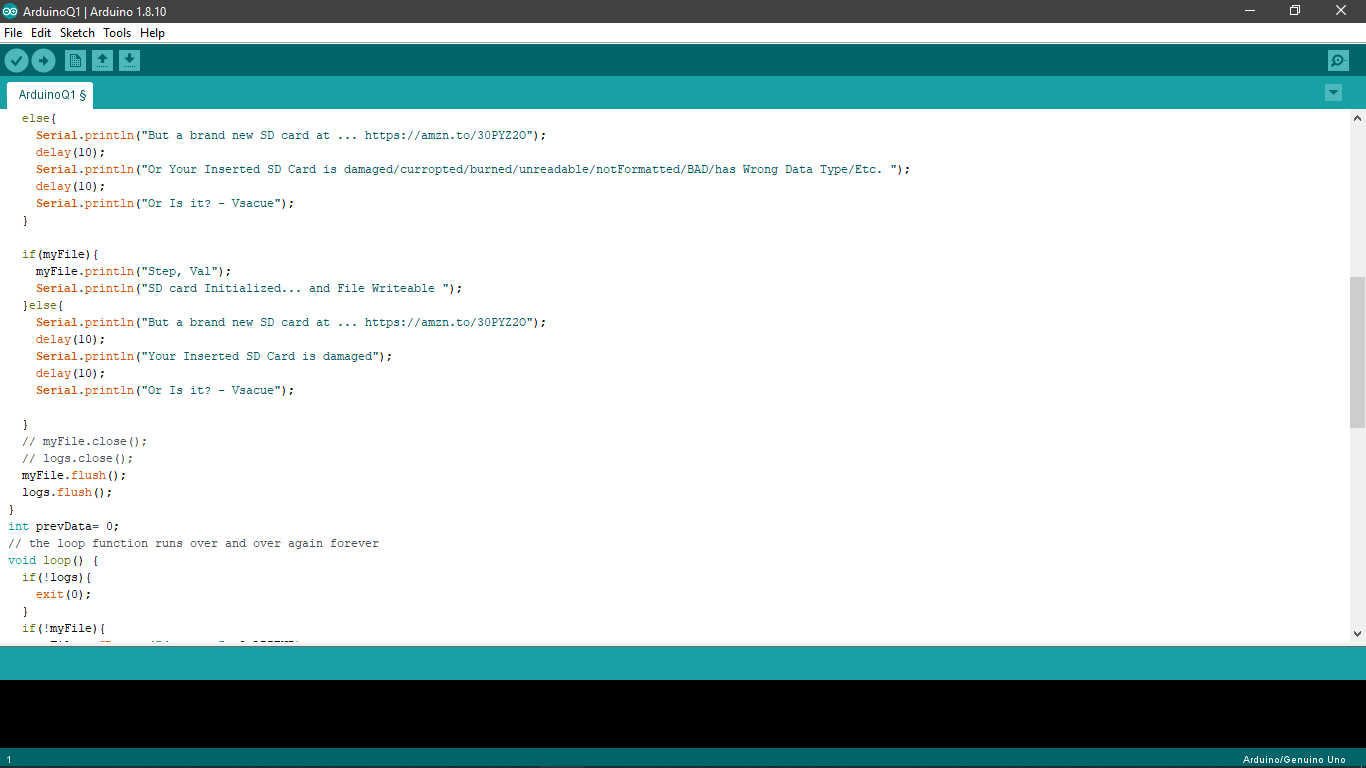 ArduinoQ1 | Arduino 1.8.10
File Edit Sketch Tools Help
ArduinoQ1 §
else{
Serial.println("But a brand new SD card at ... https://amzn.to/30PYZ2O");
delay(10);
Serial.println("Or Your Inserted SD Card is damaged/curropted/burned/unreadable/notFormatted/BAD/has Wrong Data Type/Etc. ");
delay(10);
Serial.println("Or Is it? - Vsacue");
}
if(myFile){
myFile.println("Step, Val");
Serial.println("SD card Initialized... and File Writeable ");
}else{
Serial.println("But a brand new SD card at ... https://amzn.to/30PYZ2O");
delay(10);
Serial.println("Your Inserted SD Card is damaged");
delay(10);
Serial.println("Or Is it? - Vsacue");
}
// myFile.close();
// logs.close();
myFile.flush();
logs.flush();
}
int prevData= 0;
// the loop function runs over and over again forever
void loop() {
if(!logs){
exit(0);
}
if(!myFile){
1
Arduino/Genuino Uno